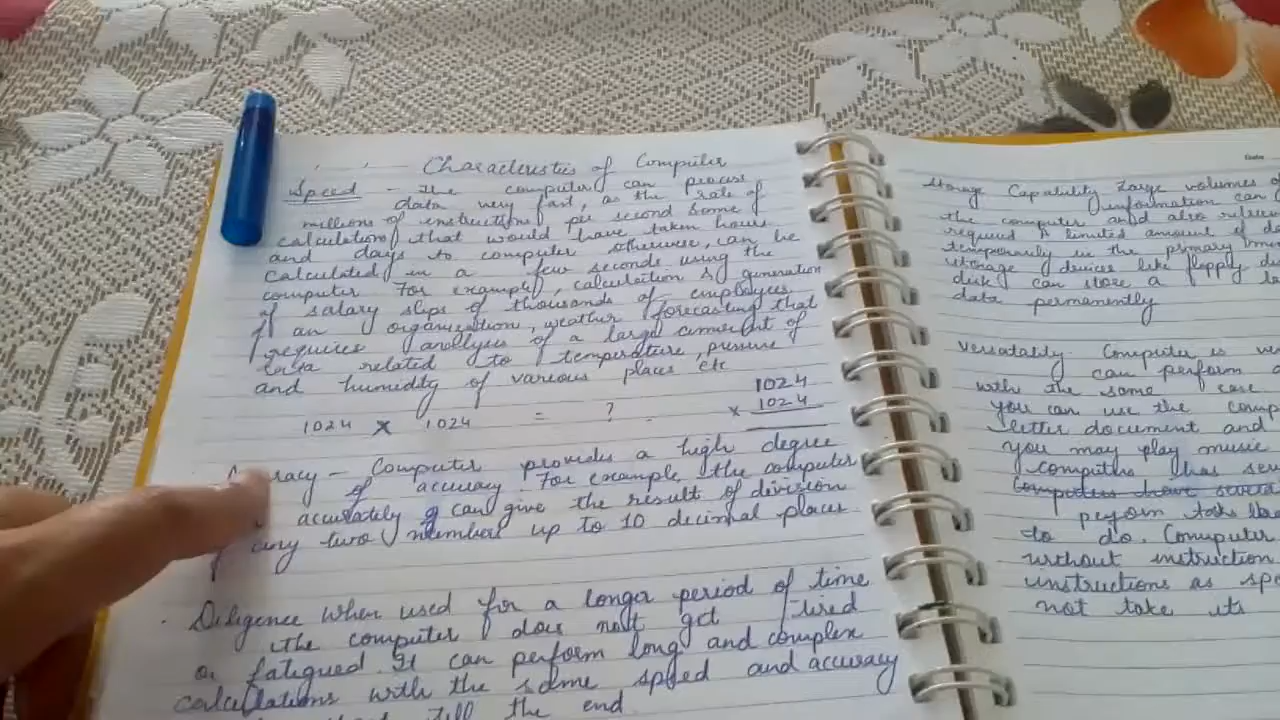 Characteristics of Computer
Speed - the computer can process
data very fast, as the rate of
millions of instructions per second some of
calculations that would have taken hours
and days to computer otherwise, can be
calculated in a few seconds using the
computer For example, calculation & generation
of salary slips of thousands of employees
of an organization, weather forecasting that
requires analyses of a large amount of
data related to temperature, pressure
and humidity of various places etc
1024 × 1024 = ?
1024
× 1024
racy - Computer provides a high degree
of accuracy For example the computer
accurately can give the result of division
any two number up to 10 decimal places
Diligence When used for a longer period of time
the computer does not get tired
or fatigued. It can perform long and complex
calculations with the same speed and accuracy
till the end
Storage Capability Large volumes of
information can
the computer and also
required limited amount of
temporarily in the primary
storage devices like floppy
disk can store a
data permanently
Versatality Computer is
can perform
with the same ease
you can use the comp
letter document and
you may play music
computers has
Computers have
perform
to do. Computer
without instruction
instructions as
not take its